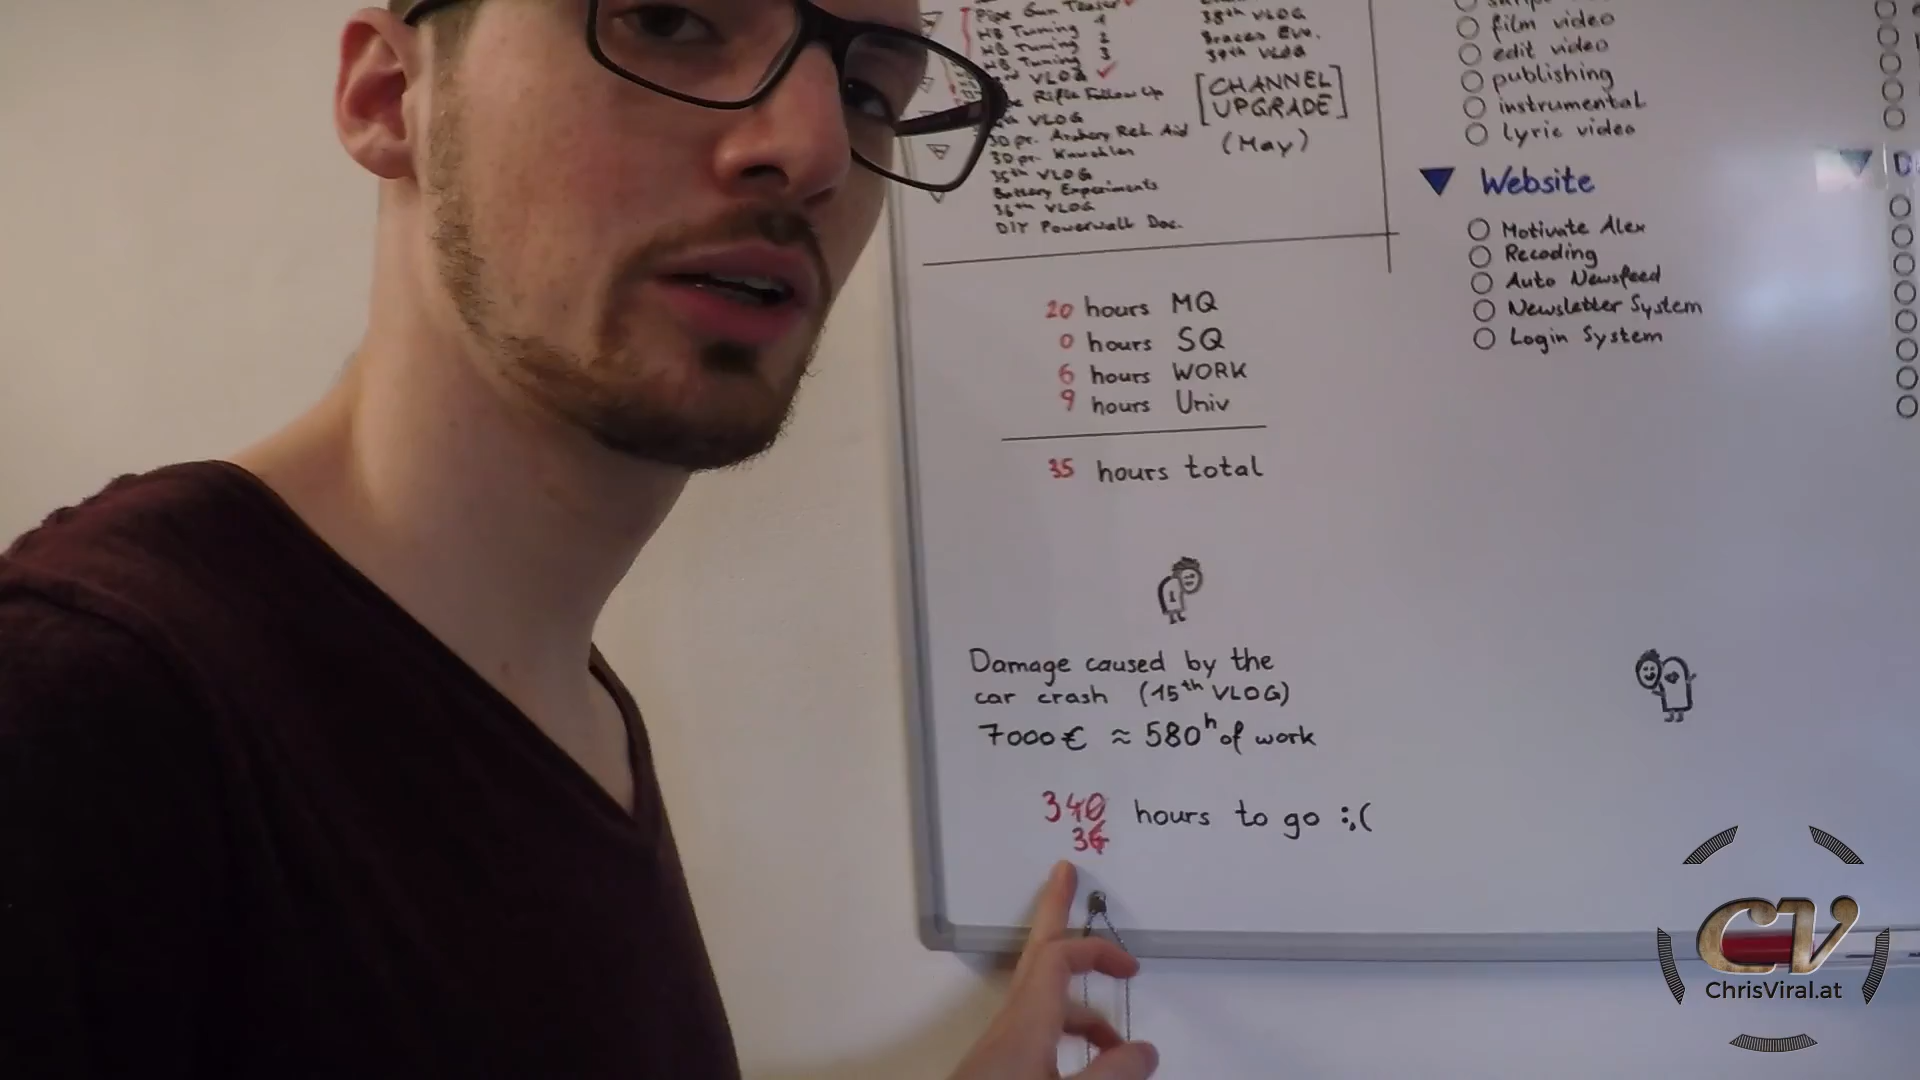 Pipe Gun Teaser
HB Tuning 1
HB Tuning 2
HB Tuning 3
VLOG
Rifle Follow Up
VLOG
30 pr. Archery Rel. Aid
30 pr.
35th VLOG
Battery Experiments
36th VLOG
DIY Powerwall Doc.
38th VLOG
Braces Evo.
39th VLOG
[CHANNEL
UPGRADE]
(May)
film video
edit video
publishing
instrumental
lyric video
Website
Motivate Alex
Recoding
Auto Newsfeed
Newsletter System
Login System
20 hours MQ
0 hours SQ
6 hours WORK
9 hours Univ
35 hours total
Damage caused by the
car crash (15th VLOG)
7000€ ≈ 580h of work
340 hours to go :,(
CV
ChrisViral.at